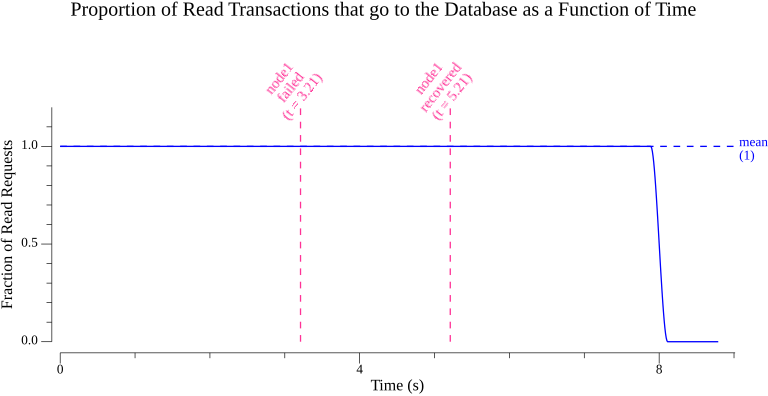 Proportion of Read Transactions that go to the Database as a Function of Time
node1
failed
(t = 3.21)
node1
recovered
(t = 5.21)
mean
(1)
Fraction of Read Requests
1.0
0.5
0.0
0
4
8
Time (s)